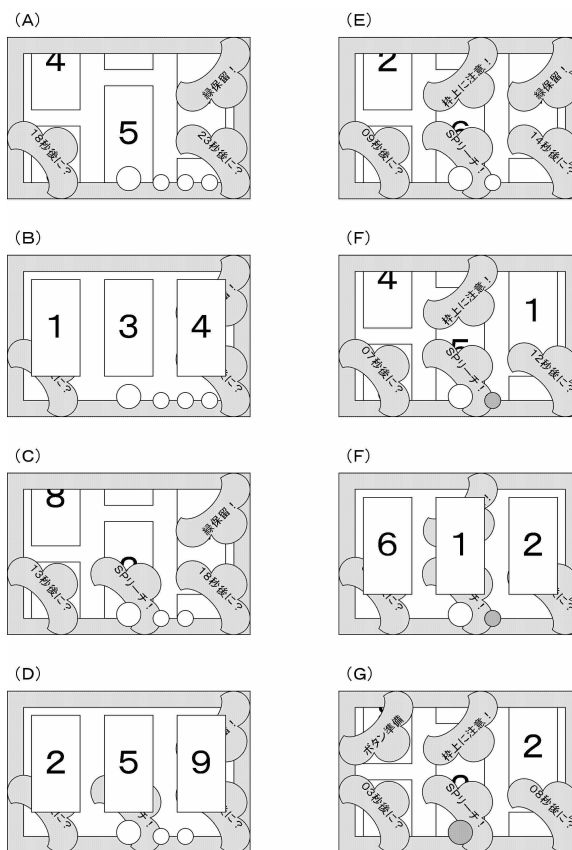 (A)
4
緑保留!
5
18秒後に?
23秒後に?
(B)
1 3 4
(C)
8
緑保留!
13秒後に?
SPリーチ!
18秒後に?
(D)
2 5 9
(E)
2
枠上に注意!
緑保留!
09秒後に?
SPリーチ!
14秒後に?
(F)
4
枠上に注意!
1
07秒後に?
SPリーチ!
12秒後に?
(F)
6 1 2
(G)
ボタン準備
枠上に注意!
2
03秒後に?
SPリーチ!
08秒後に?